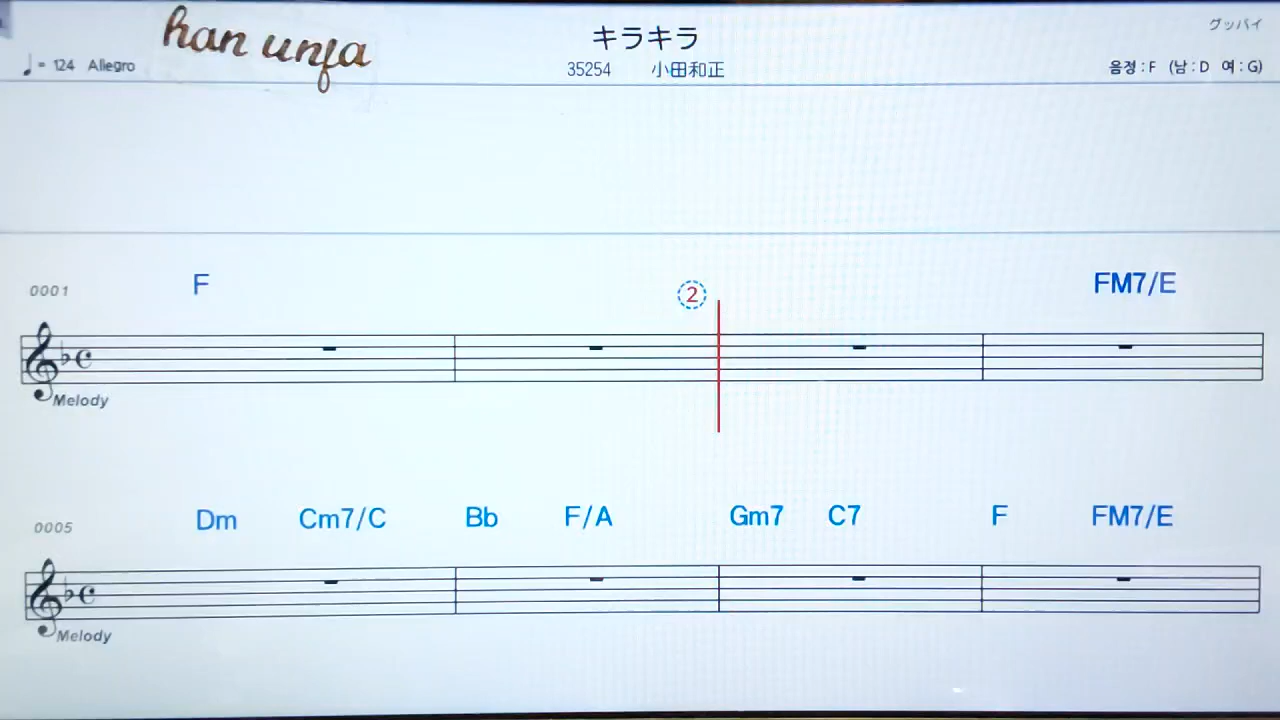 han unja
キラキラ
グッバイ
♩= 124 Allegro
35254 小田和正
음정 : F (남 : D 여 : G)
0001 F ② FM7/E
Melody
0005 Dm Cm7/C Bb F/A Gm7 C7 F FM7/E
Melody